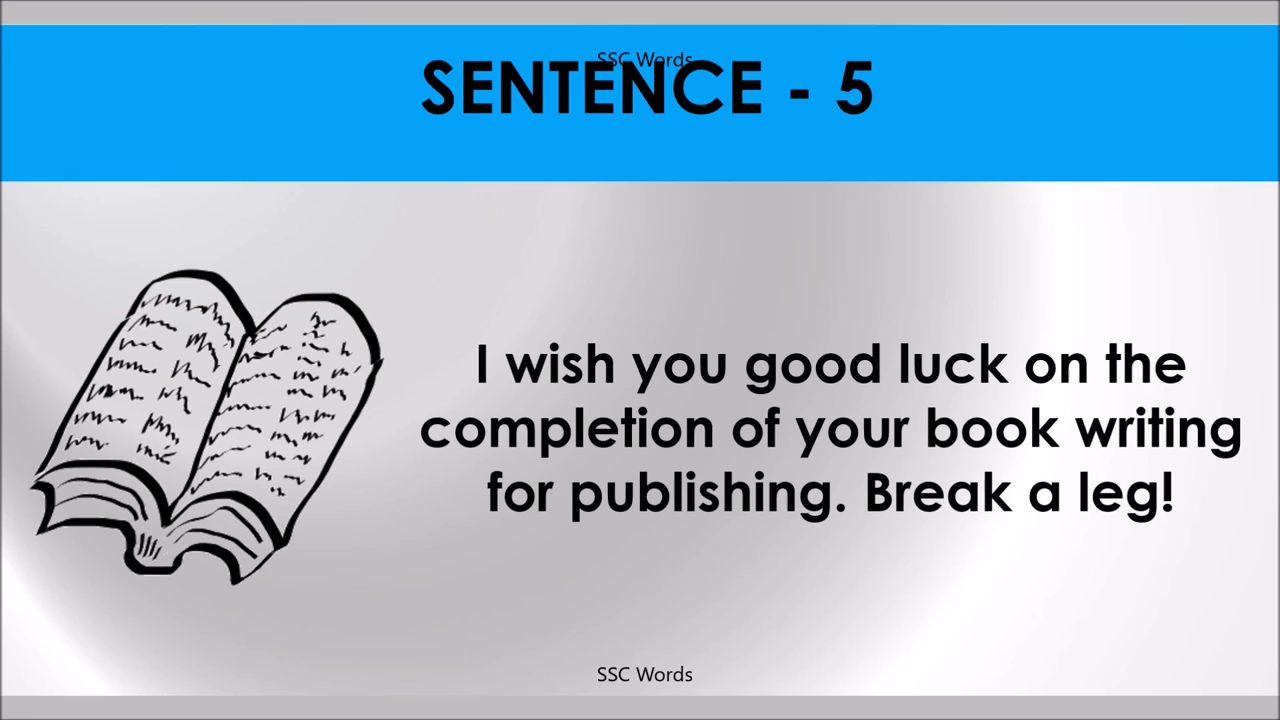 SSC Words
SENTENCE - 5
I wish you good luck on the
completion of your book writing
for publishing. Break a leg!
SSC Words